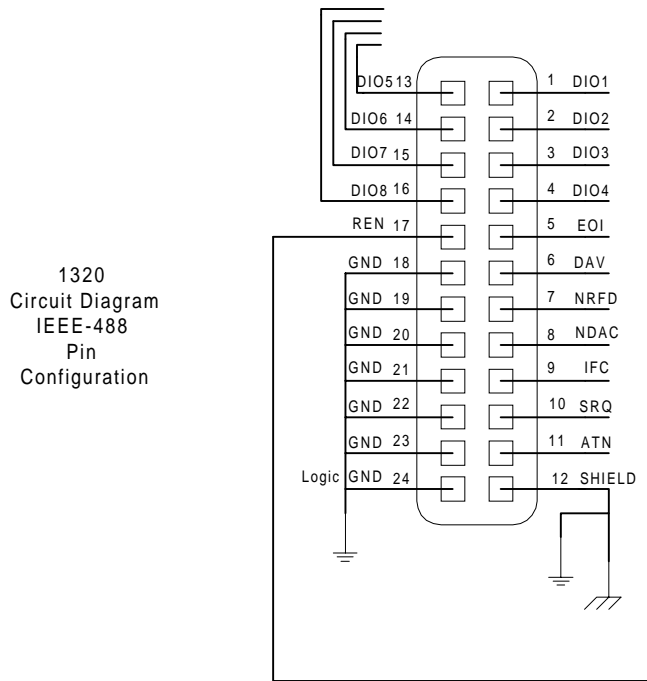 DIO5 13 1 DIO1
DIO6 14 2 DIO2
DIO7 15 3 DIO3
DIO8 16 4 DIO4
REN 17 5 EOI
GND 18 6 DAV
GND 19 7 NRFD
GND 20 8 NDAC
GND 21 9 IFC
GND 22 10 SRQ
GND 23 11 ATN
Logic GND 24 12 SHIELD
1320
Circuit Diagram
IEEE-488
Pin
Configuration